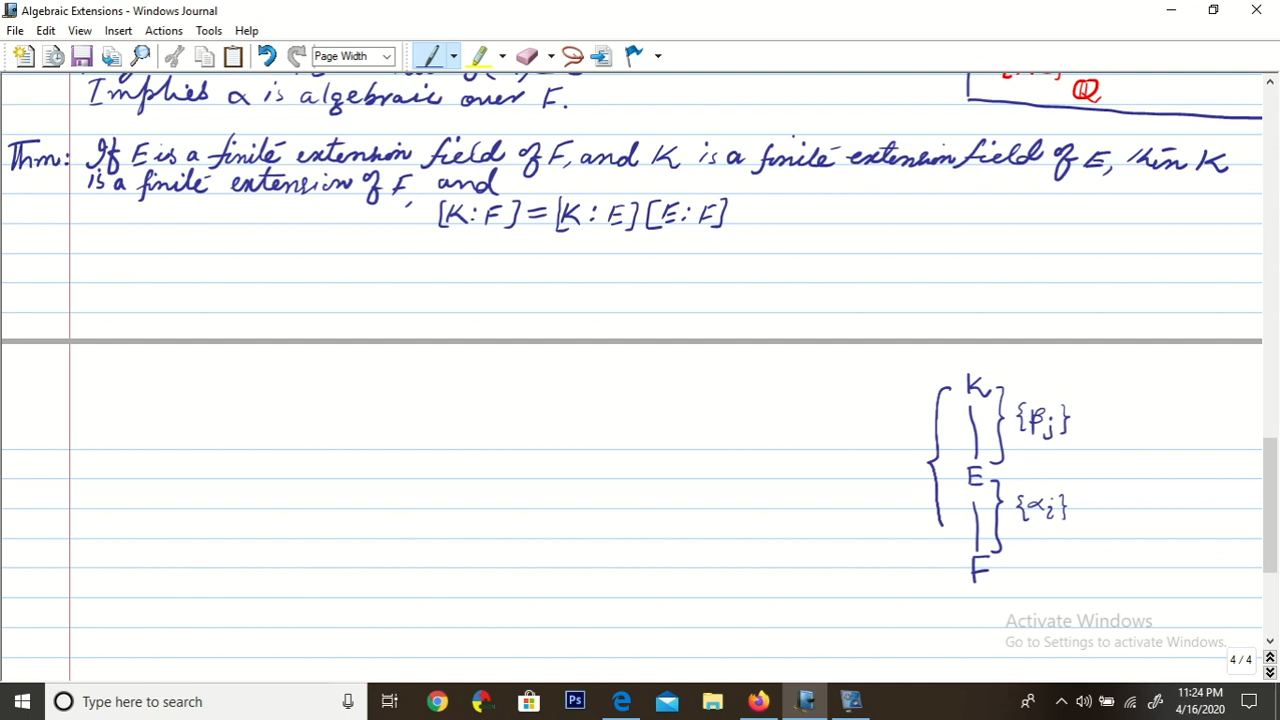 Algebraic Extensions - Windows Journal
File Edit View Insert Actions Tools Help
Page Width
Implies α is algebraic over F.
Q
Thm: If E is a finite extension field of F, and K is a finite extension field of E, then K
is a finite extension of F, and
[K:F] = [K:E][E:F]
K
{βj}
E
{αi}
F
Activate Windows
Go to Settings to activate Windows.
4 / 4
Type here to search
Ps
11:24 PM
4/16/2020